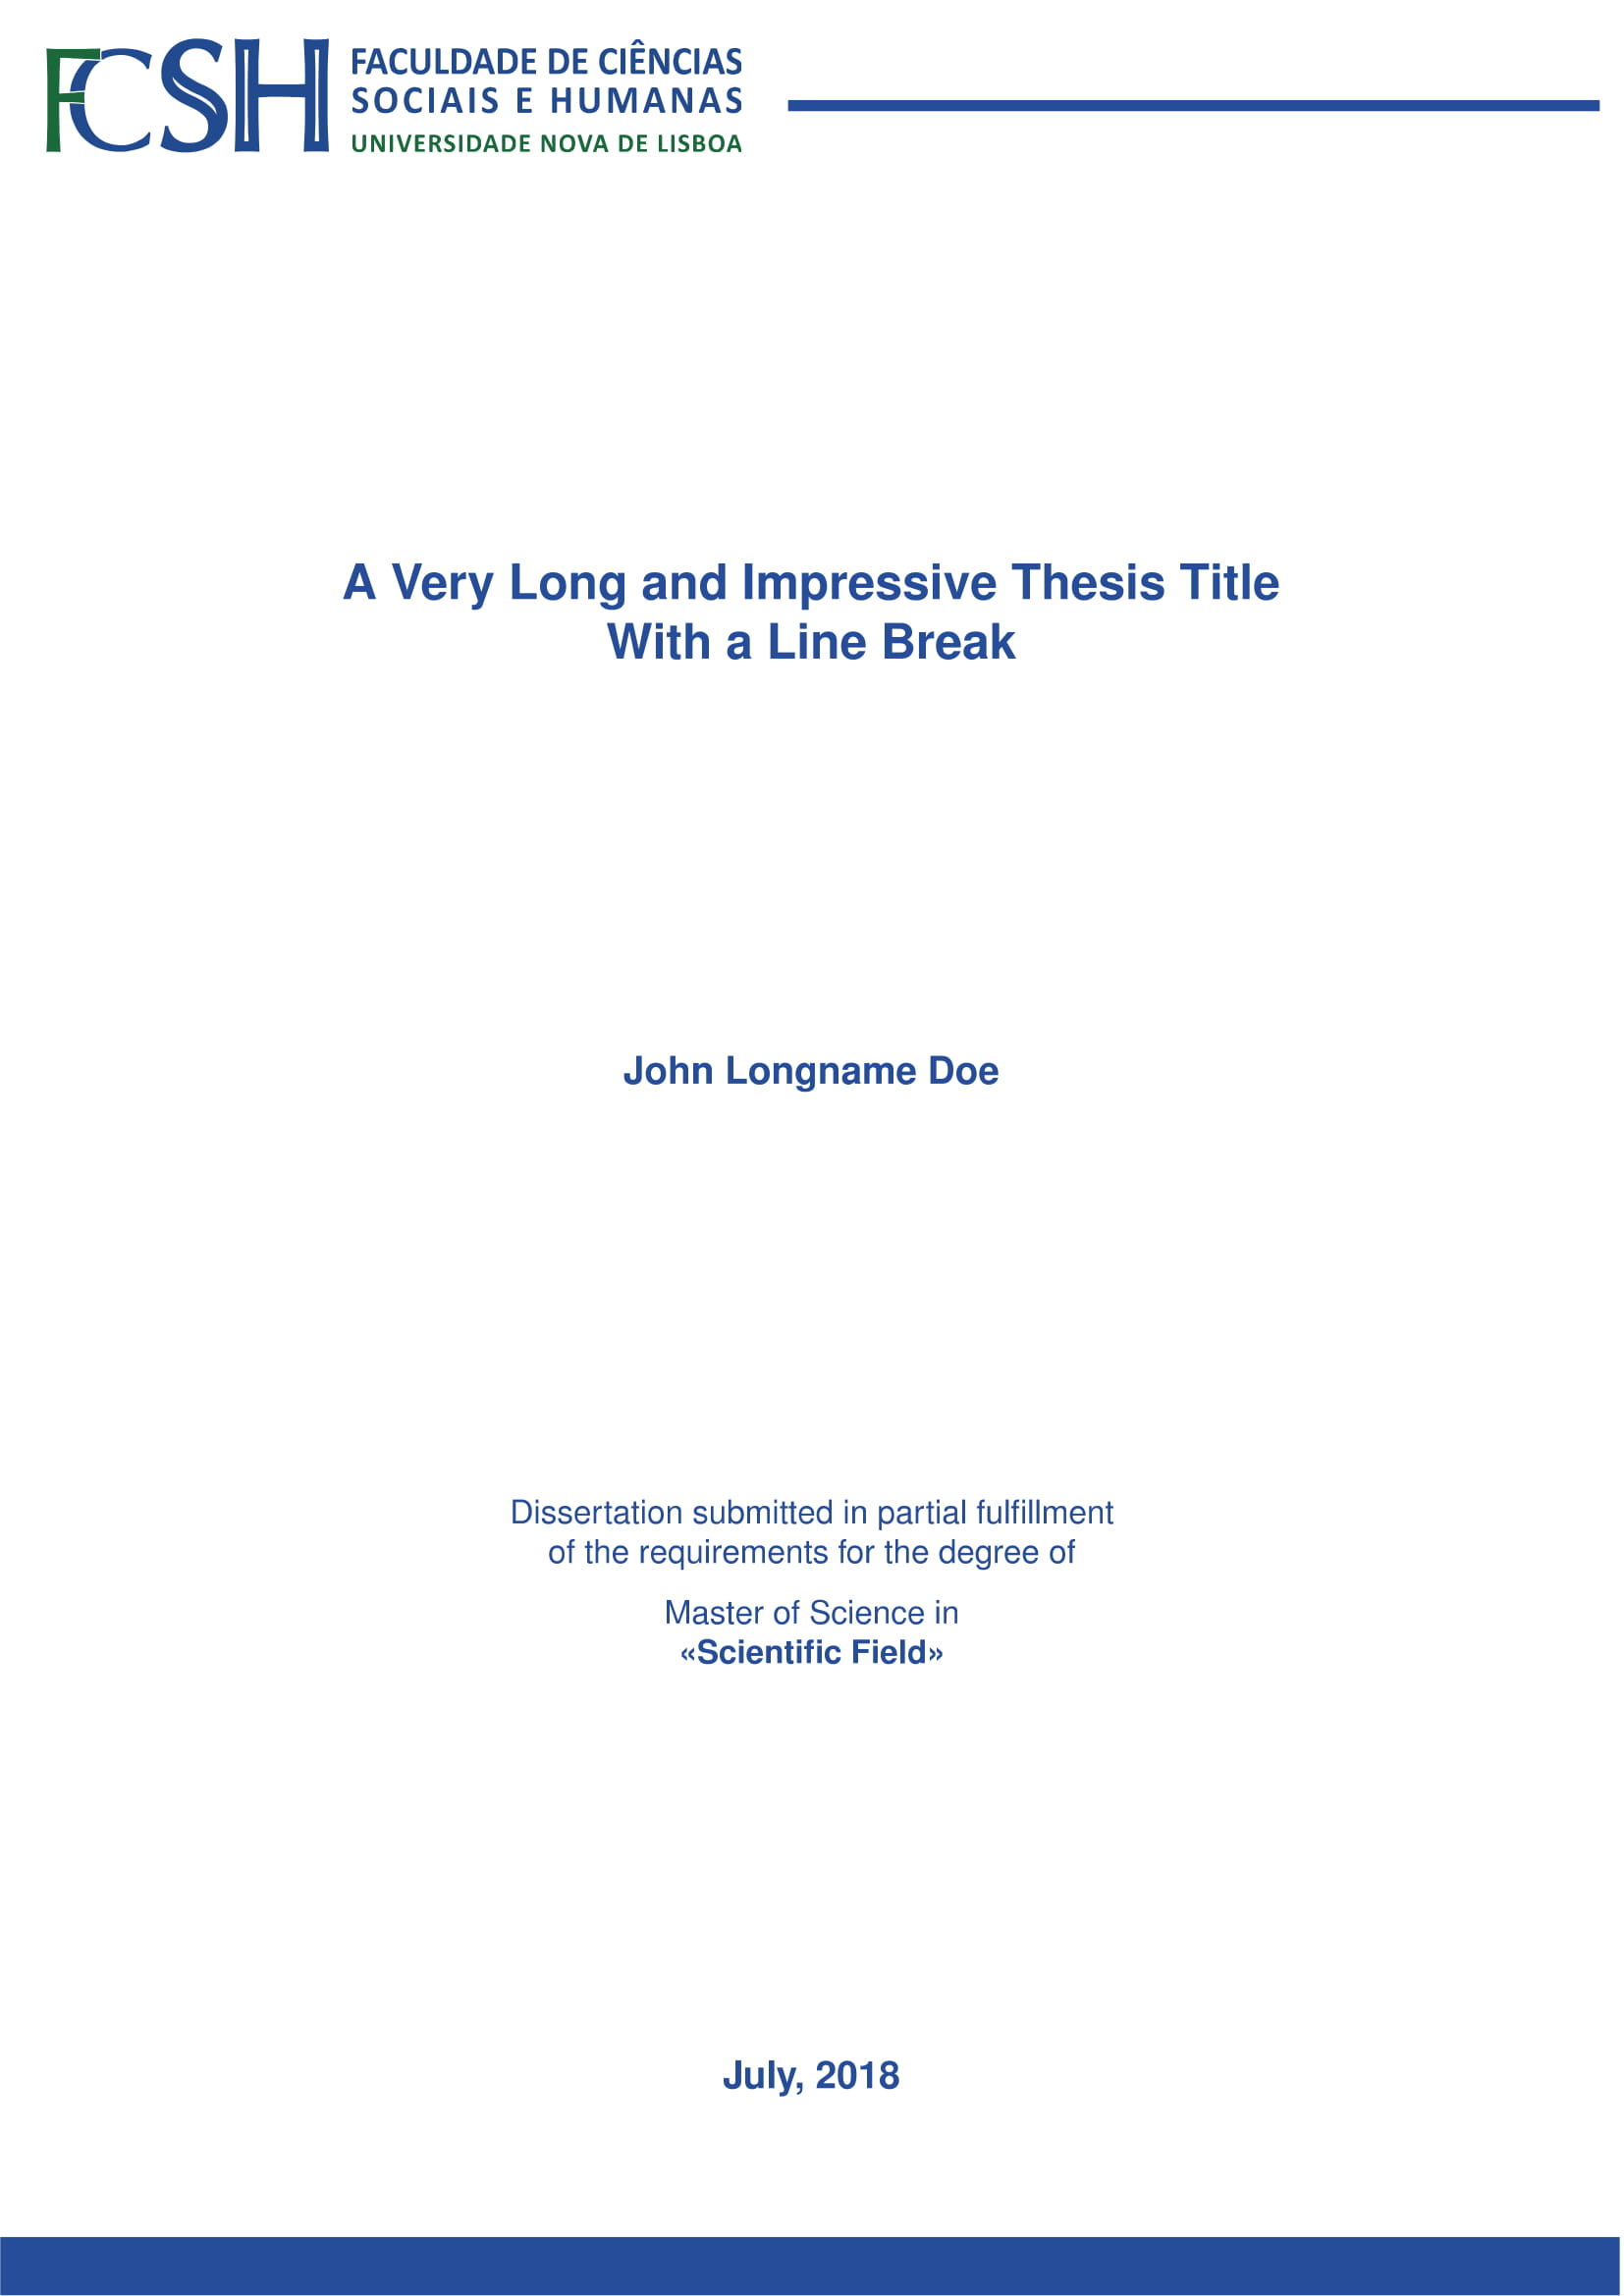 FCSH
FACULDADE DE CIÊNCIAS
SOCIAIS E HUMANAS
UNIVERSIDADE NOVA DE LISBOA
A Very Long and Impressive Thesis Title
With a Line Break
John Longname Doe
Dissertation submitted in partial fulfillment
of the requirements for the degree of
Master of Science in
«Scientific Field»
July, 2018